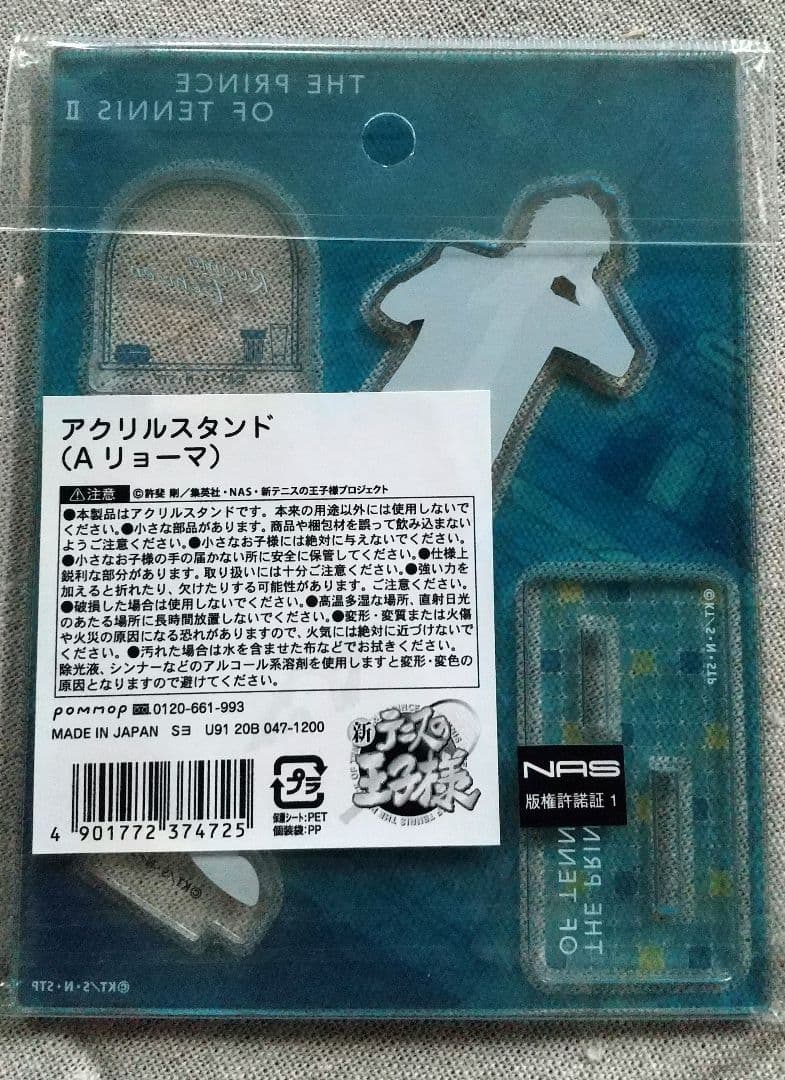 THE PRINCE
OF TENNIS II
アクリルスタンド
(A リョーマ)
⚠注意 ©許斐 剛/集英社・NAS・新テニスの王子様プロジェクト
●本製品はアクリルスタンドです。本来の用途以外には使用しないで
ください。●小さな部品があります。商品や梱包材を誤って飲み込まない
ようご注意ください。●小さなお子様には絶対に与えないでください。
●小さなお子様の手の届かない所に安全に保管してください。●仕様上
鋭利な部分があります。取り扱いには十分ご注意ください。●強い力を
加えると折れたり、欠けたりする可能性があります。ご注意ください。
●破損した場合は使用しないでください。●高温多湿な場所、直射日光
のあたる場所に長時間放置しないでください。●変形・変質または火傷
や火災の原因になる恐れがありますので、火気には絶対に近づけないで
ください。●汚れた場合は水を含ませた布などでお拭きください。
除光液、シンナーなどのアルコール系溶剤を使用しますと変形・変色の
原因となりますので避けてください。
pommop 0120-661-993
MADE IN JAPAN Sヨ U91 20B 047-1200
新テニスの
王子様
プラ
保護シート:PET
個装袋:PP
4 901772 374725
©K.T/S・N・STP
NAS
版権許諾証 1
THE PRIN
OF TENN
©KT/S・N・STP